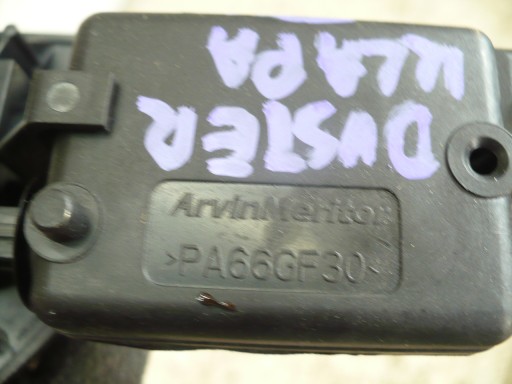 DUSTER
KLAPA
ArvinMeritor
>PA66GF30<